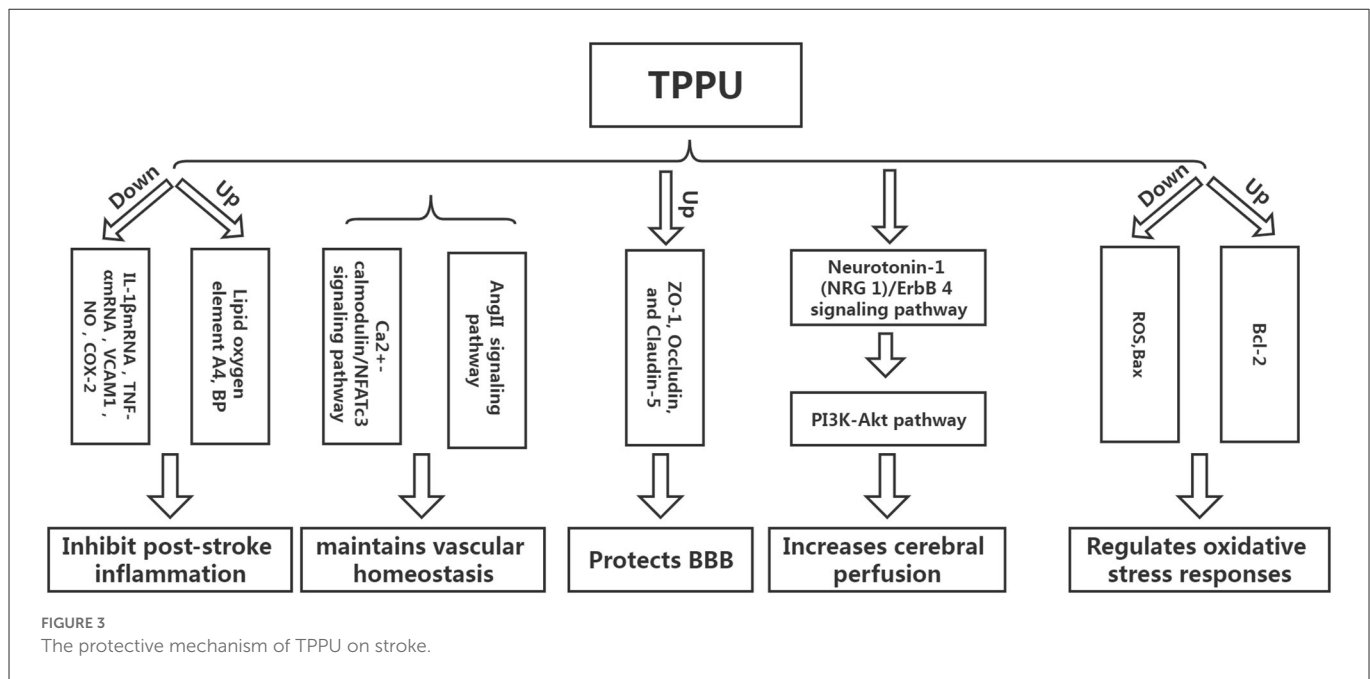 TPPU
Down
Up
Up
Down
Up
IL-1βmRNA , TNF-
αmRNA , VCAM1 ,
NO , COX-2
Lipid oxygen
element A4, BP
Ca2+-
calmodulin/NFATc3
signaling pathway
AngII signaling
pathway
ZO-1, Occludin,
and Claudin-5
Neurotonin-1
(NRG 1)/ErbB 4
signaling pathway
PI3K-Akt pathway
ROS,Bax
Bcl-2
Inhibit post-stroke
inflammation
maintains vascular
homeostasis
Protects BBB
Increases cerebral
perfusion
Regulates oxidative
stress responses
FIGURE 3
The protective mechanism of TPPU on stroke.